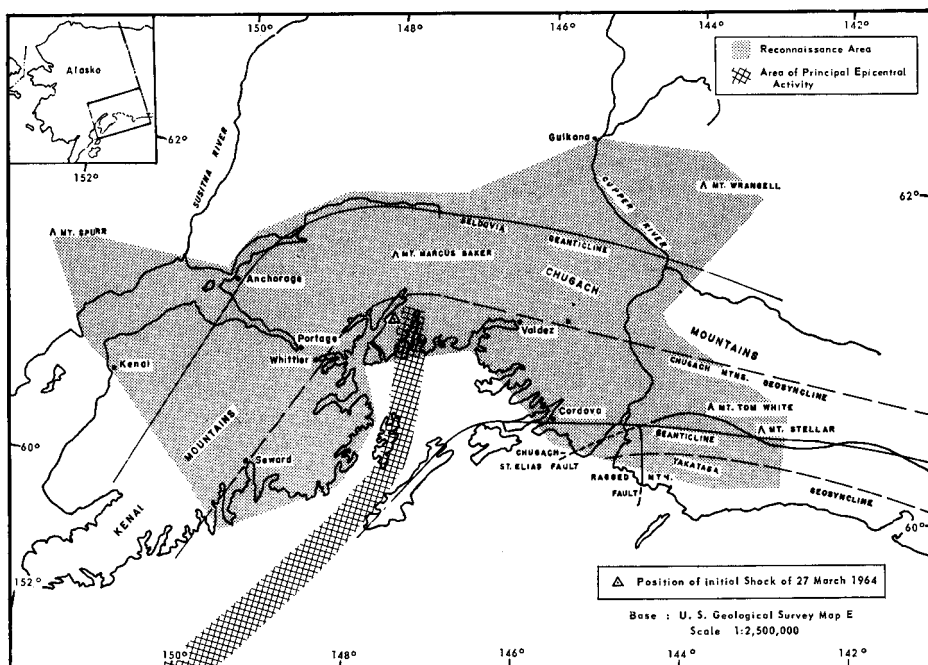 150°
148°
146°
144°
142°
Alaska
152°
62°
Reconnaissance Area
Area of Principal Epicentral
Activity
SUSITNA RIVER
Gulkana
COPPER RIVER
MT. WRANGELL
62°
MT. SPURR
SELDOVIA
GEANTICLINE
MT. MARCUS BAKER
CHUGACH
Anchorage
Portage
Whittier
Valdez
MOUNTAINS
Kenai
CHUGACH MTNS. GEOSYNCLINE
MT. TOM WHITE
Cordova
MT. STELLAR
GEANTICLINE
60°
MOUNTAINS
Seward
CHUGACH
ST. ELIAS FAULT
YAKATAGA
RAGGED MTN.
FAULT
GEOSYNCLINE
KENAI
60°
152°
Position of initial Shock of 27 March 1964
Base : U. S. Geological Survey Map E
Scale 1:2,500,000
150°
148°
146°
144°
142°